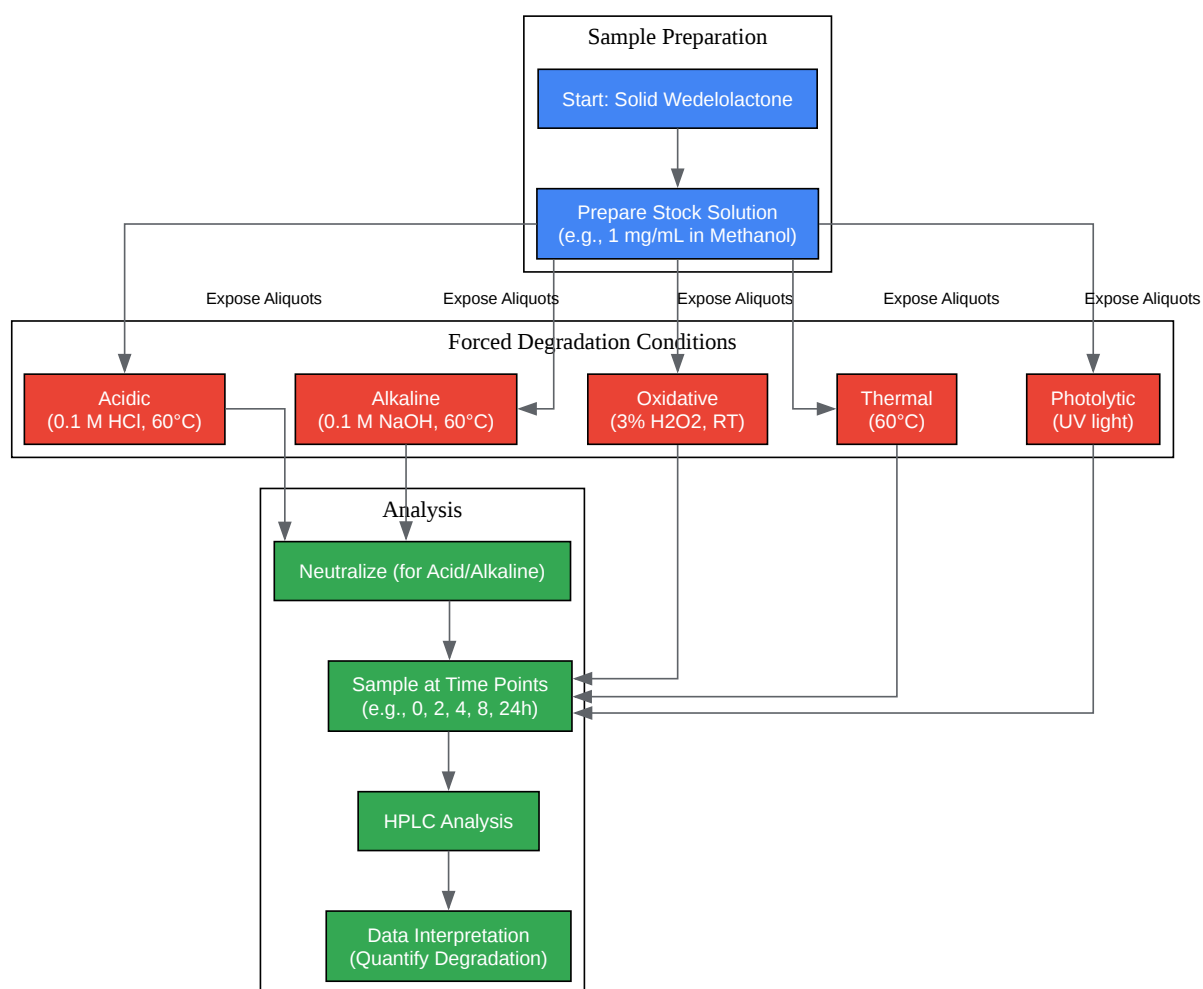 Sample Preparation
Start: Solid Wedelolactone
Prepare Stock Solution
(e.g., 1 mg/mL in Methanol)
Expose Aliquots
Expose Aliquots
Expose Aliquots
Expose Aliquots
Expose Aliquots
Forced Degradation Conditions
Acidic
(0.1 M HCl, 60°C)
Alkaline
(0.1 M NaOH, 60°C)
Oxidative
(3% H2O2, RT)
Thermal
(60°C)
Photolytic
(UV light)
Analysis
Neutralize (for Acid/Alkaline)
Sample at Time Points
(e.g., 0, 2, 4, 8, 24h)
HPLC Analysis
Data Interpretation
(Quantify Degradation)